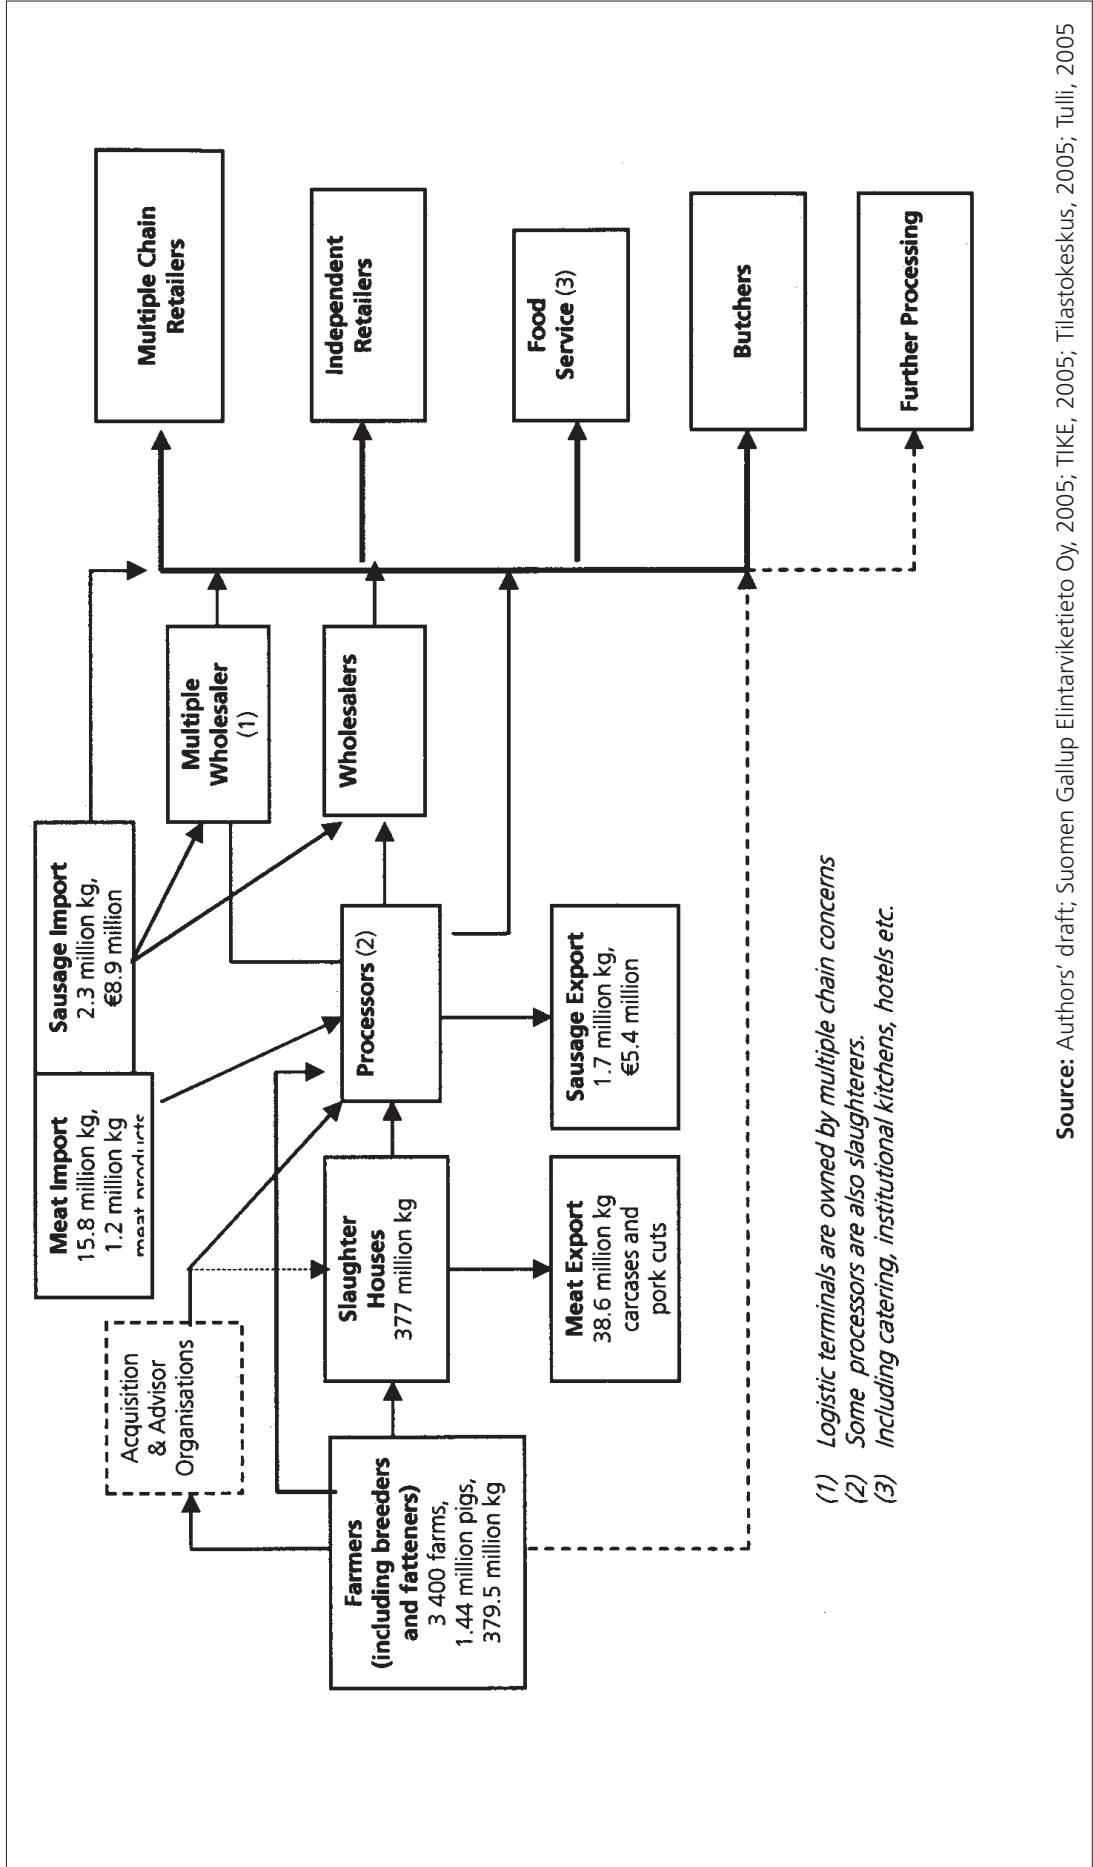 Meat Import
15.8 million kg,
1.2 million kg
meat products
Sausage Import
2.3 million kg,
€8.9 million
Acquisition
& Advisor
Organisations
Multiple
Wholesaler
(1)
Multiple Chain
Retailers
Farmers
(including breeders
and fatteners)
3 400 farms,
1.44 million pigs,
379.5 million kg
Slaughter
Houses
377 million kg
Processors (2)
Wholesalers
Independent
Retailers
Meat Export
38.6 million kg
carcases and
pork cuts
Sausage Export
1.7 million kg,
€5.4 million
Food
Service (3)
Butchers
Further Processing
(1) Logistic terminals are owned by multiple chain concerns
(2) Some processors are also slaughterers.
(3) Including catering, institutional kitchens, hotels etc.
Source: Authors' draft; Suomen Gallup Elintarviketieto Oy, 2005; TIKE, 2005; Tilastokeskus, 2005; Tulli, 2005